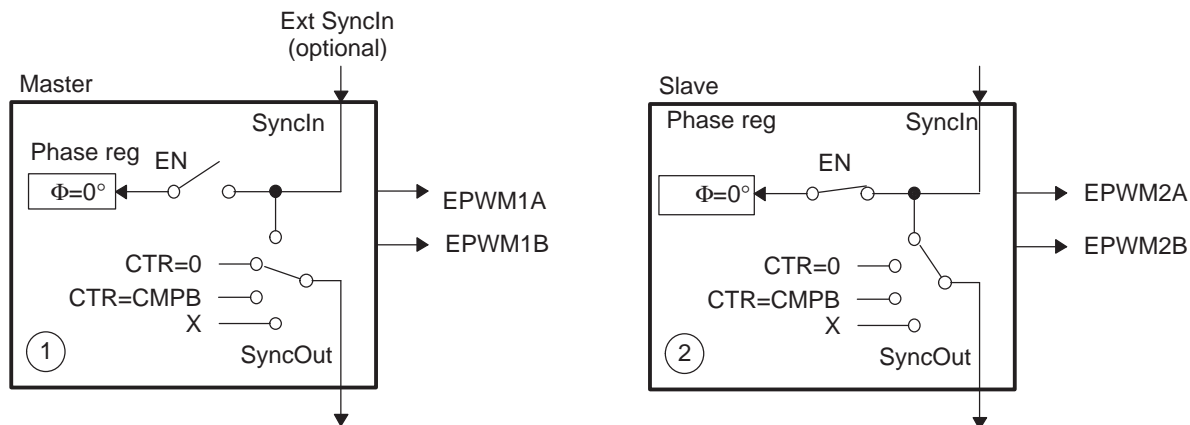 Ext SyncIn
(optional)
Master
SyncIn
Phase reg
EN
Φ=0°
EPWM1A
EPWM1B
CTR=0
CTR=CMPB
X
1
SyncOut
Slave
Phase reg
SyncIn
EN
Φ=0°
EPWM2A
EPWM2B
CTR=0
CTR=CMPB
X
2
SyncOut